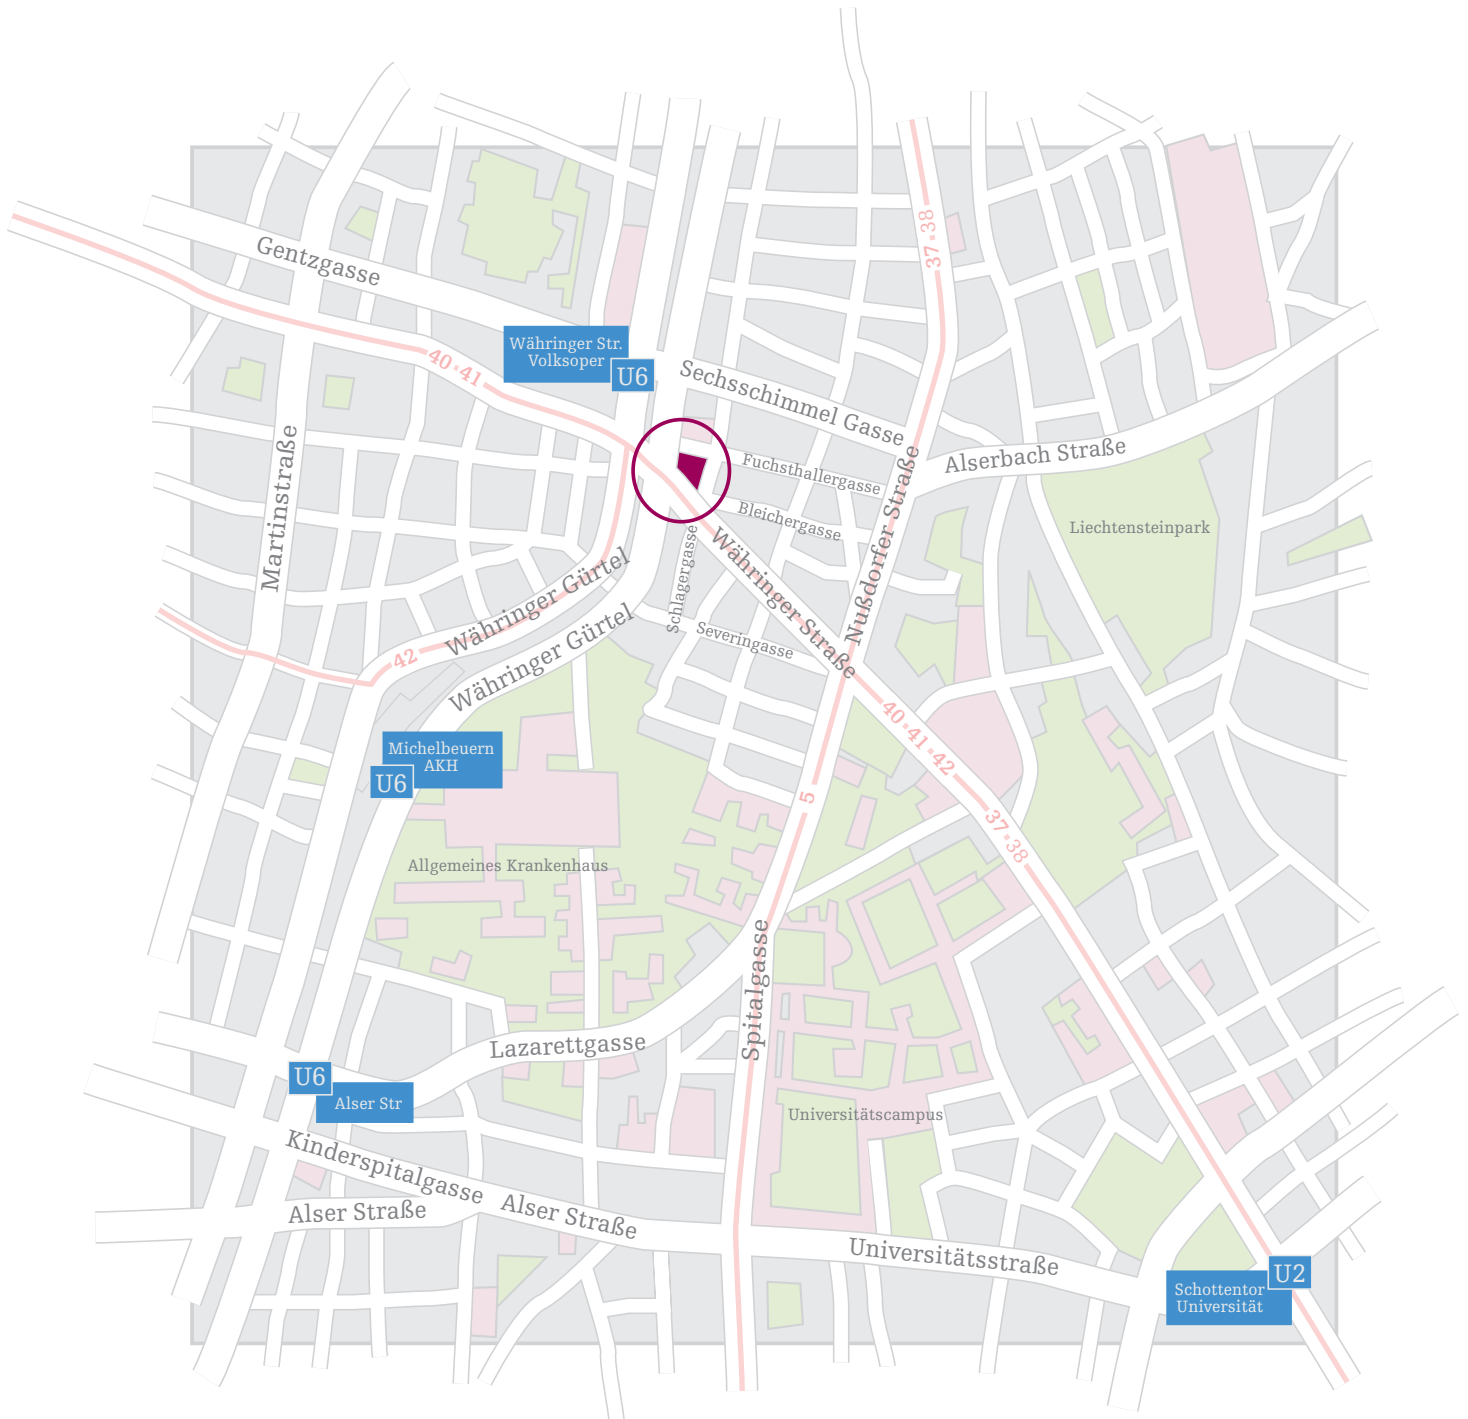 37·38
Gentzgasse
Währinger Str.
Volksoper
U6
40·41
Sechsschimmel Gasse
Alserbach Straße
Fuchsthallergasse
Bleichergasse
Liechtensteinpark
Martinstraße
Nußdorfer Straße
Währinger Straße
Schlagergasse
Währinger Gürtel
Währinger Gürtel
42
Severingasse
40·41·42
Michelbeuern
AKH
U6
5
37·38
Allgemeines Krankenhaus
Spitalgasse
Lazarettgasse
U6
Alser Str
Universitätscampus
Kinderspitalgasse
Alser Straße
Alser Straße
Universitätsstraße
U2
Schottentor
Universität